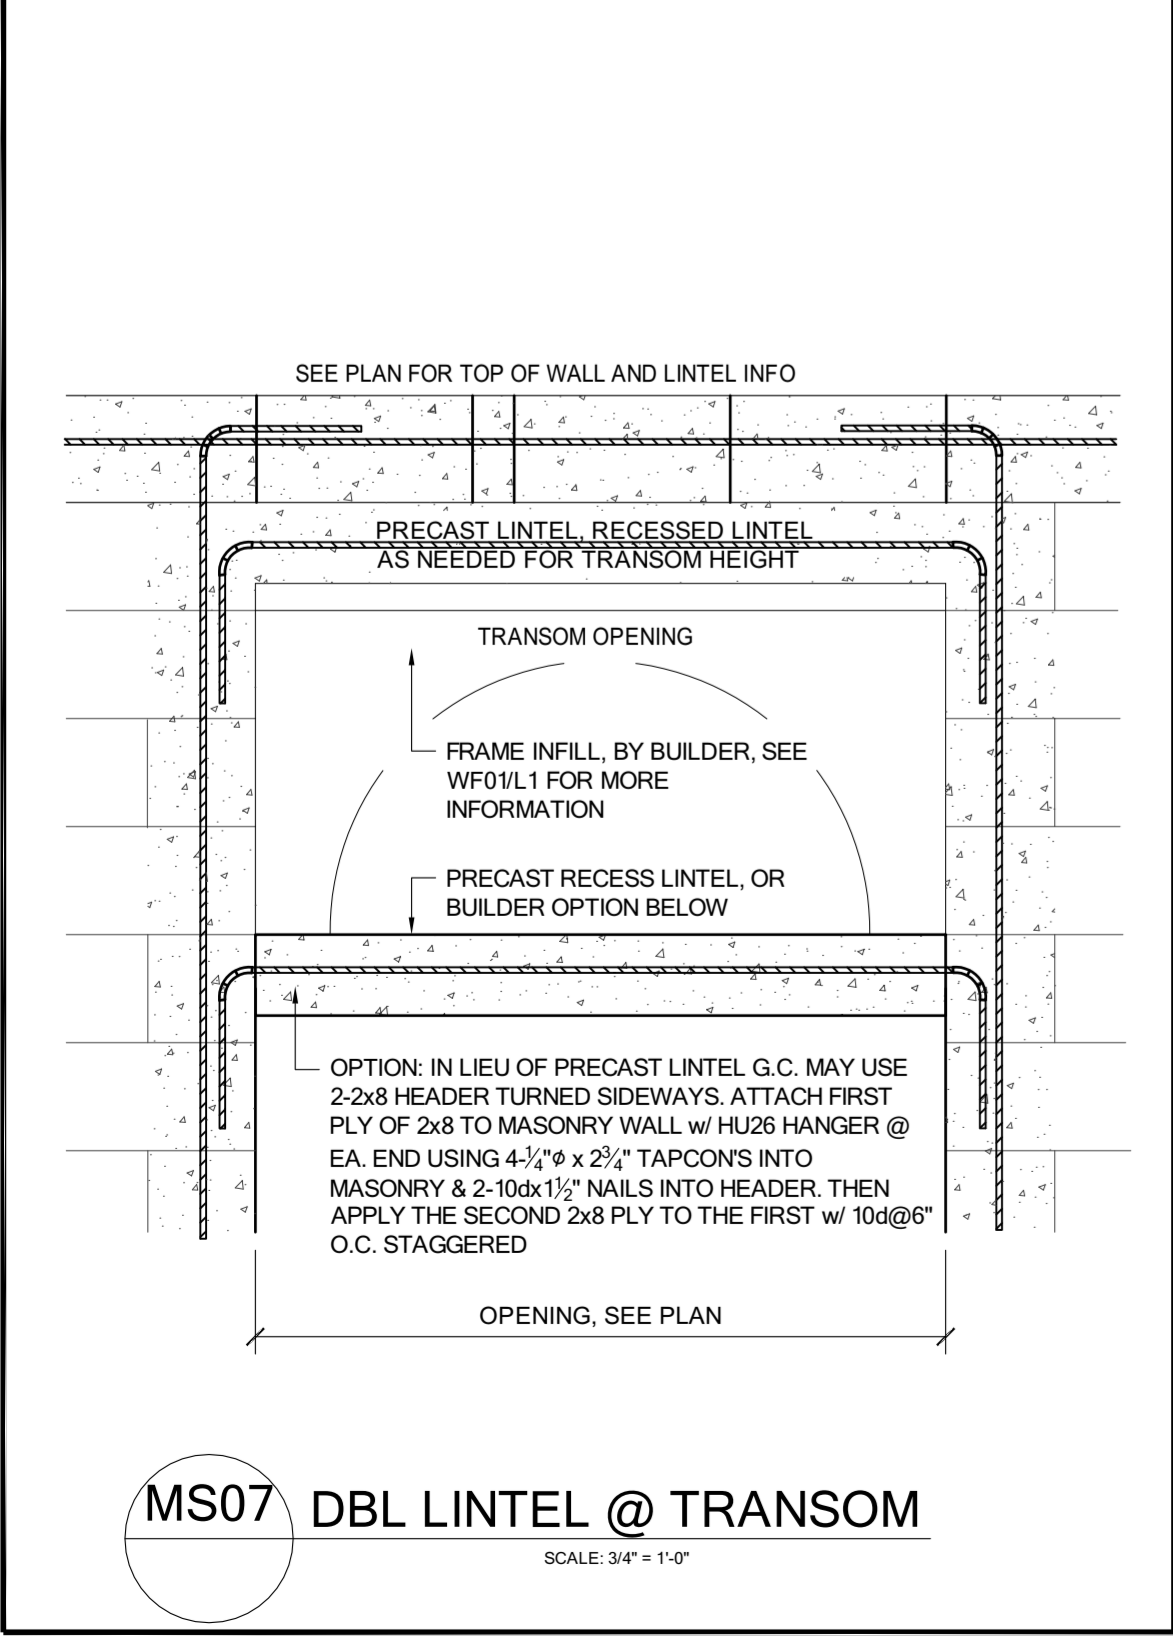 SEE PLAN FOR TOP OF WALL AND LINTEL INFO
PRECAST LINTEL, RECESSED LINTEL
AS NEEDED FOR TRANSOM HEIGHT
TRANSOM OPENING
FRAME INFILL, BY BUILDER, SEE
WF01/L1 FOR MORE
INFORMATION
PRECAST RECESS LINTEL, OR
BUILDER OPTION BELOW
OPTION: IN LIEU OF PRECAST LINTEL G.C. MAY USE
2-2x8 HEADER TURNED SIDEWAYS. ATTACH FIRST
PLY OF 2x8 TO MASONRY WALL w/ HU26 HANGER @
EA. END USING 4-1/4"ϕ x 2 3/4" TAPCON'S INTO
MASONRY & 2-10dx1 1/2" NAILS INTO HEADER. THEN
APPLY THE SECOND 2x8 PLY TO THE FIRST w/ 10d@6"
O.C. STAGGERED
OPENING, SEE PLAN
MS07
DBL LINTEL @ TRANSOM
SCALE: 3/4" = 1'-0"